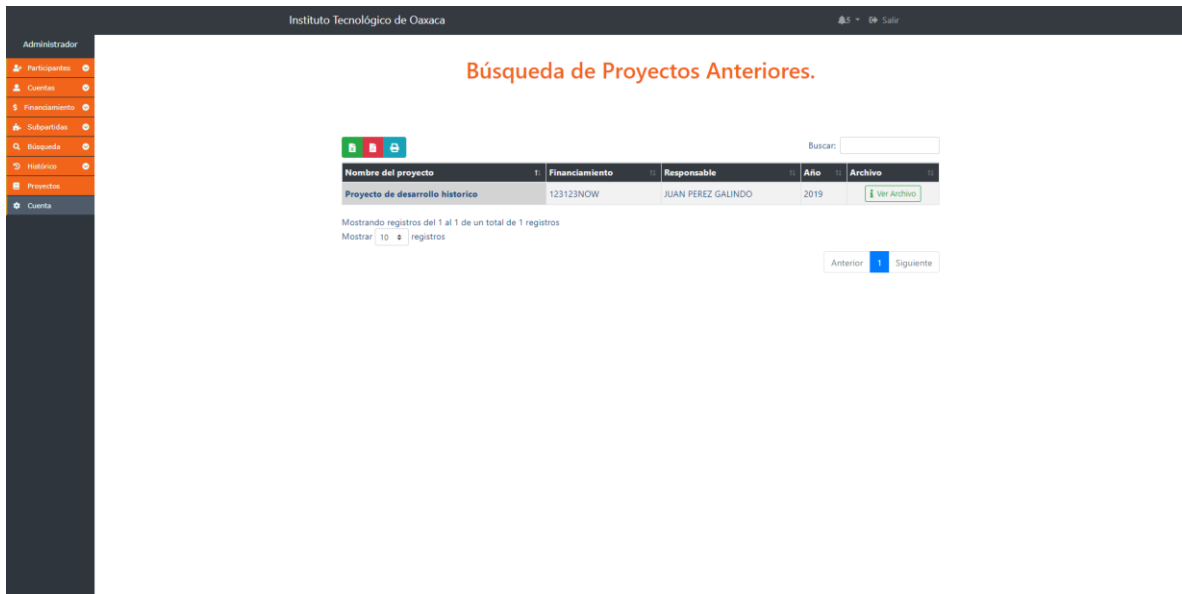 Instituto Tecnológico de Oaxaca
5 Salir
Administrador
Participantes
Cuentas
Financiamiento
Subpartidas
Búsqueda
Histórico
Proyectos
Cuenta
Búsqueda de Proyectos Anteriores.
Buscar:
Nombre del proyecto Financiamiento Responsable Año Archivo
Proyecto de desarrollo historico 123123NOW JUAN PEREZ GALINDO 2019 Ver Archivo
Mostrando registros del 1 al 1 de un total de 1 registros
Mostrar 10 registros
Anterior 1 Siguiente